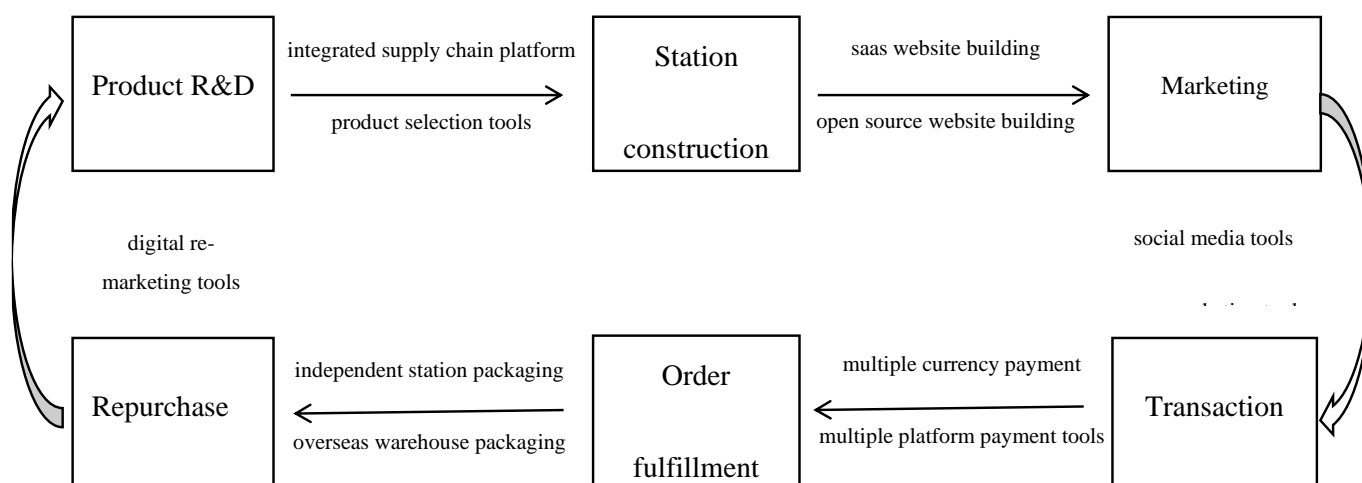 integrated supply chain platform
saas website building
Product R&D
Station
construction
Marketing
product selection tools
open source website building
digital re-
marketing tools
social media tools
independent station packaging
multiple currency payment
Repurchase
Order
fulfillment
Transaction
overseas warehouse packaging
multiple platform payment tools